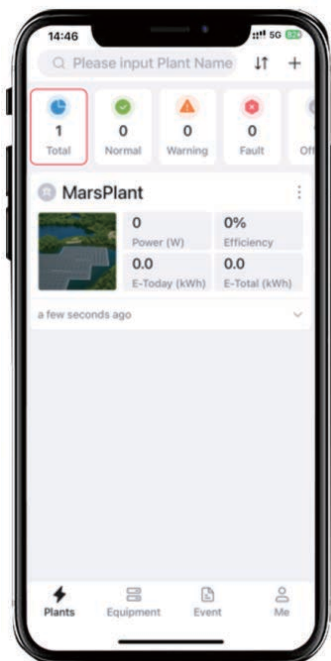 14:46
5G
Please input Plant Name
1
Total
0
Normal
0
Warning
0
Fault
MarsPlant
0
Power (W)
0%
Efficiency
0.0
E-Today (kWh)
0.0
E-Total (kWh)
a few seconds ago
Plants
Equipment
Event
Me